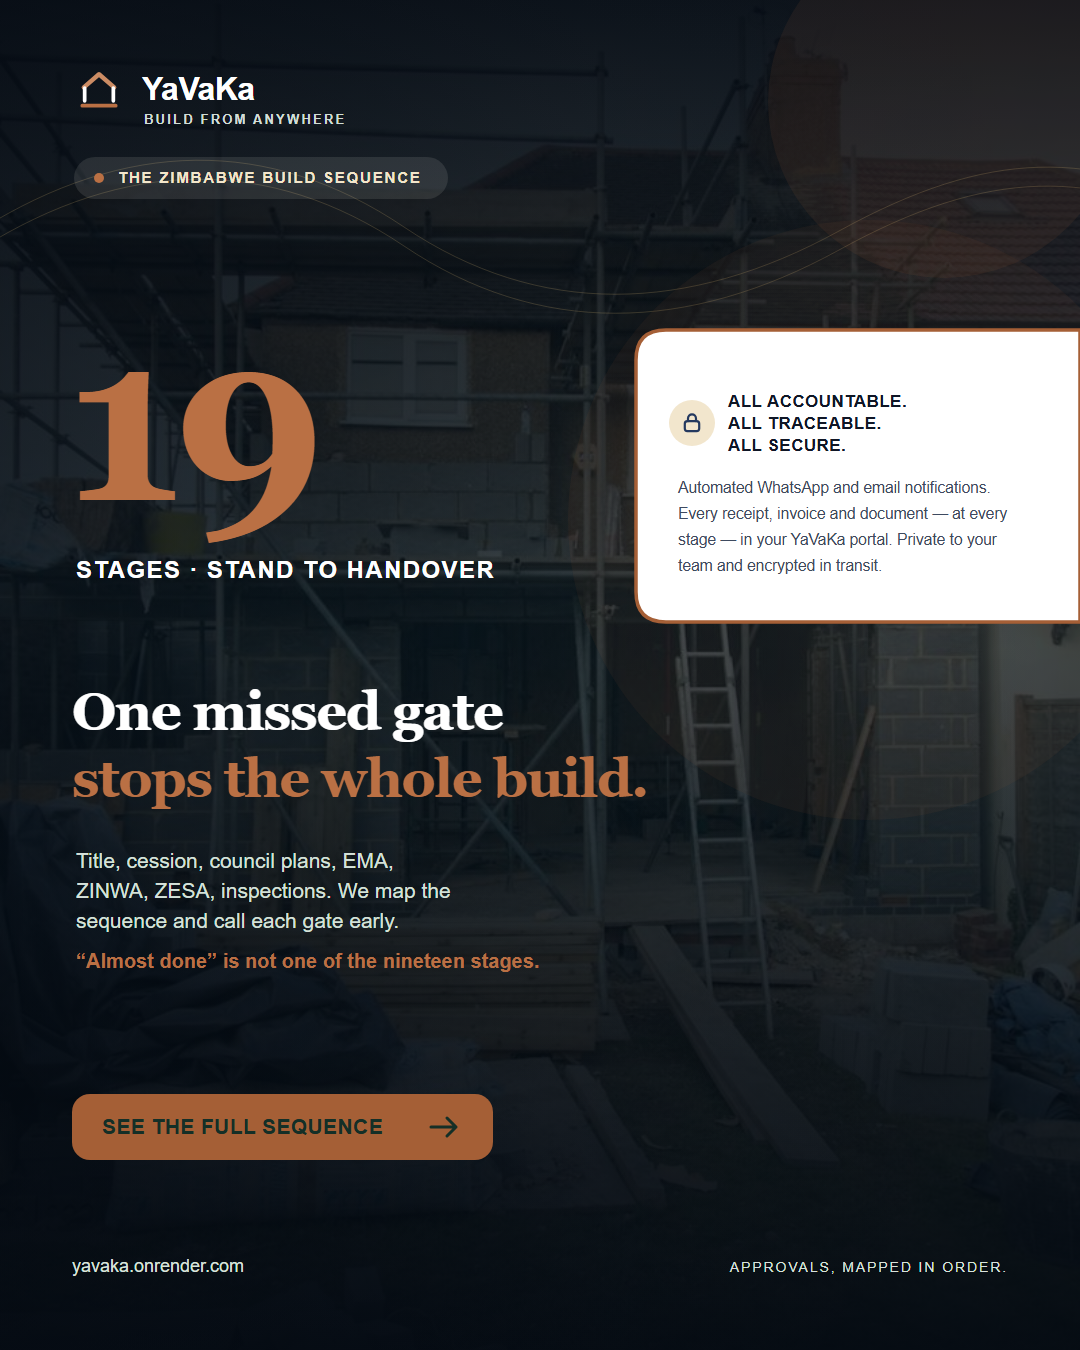 YaVaKa
BUILD FROM ANYWHERE
THE ZIMBABWE BUILD SEQUENCE
19
STAGES · STAND TO HANDOVER
ALL ACCOUNTABLE.
ALL TRACEABLE.
ALL SECURE.
Automated WhatsApp and email notifications.
Every receipt, invoice and document — at every
stage — in your YaVaKa portal. Private to your
team and encrypted in transit.
One missed gate
stops the whole build.
Title, cession, council plans, EMA,
ZINWA, ZESA, inspections. We map the
sequence and call each gate early.
“Almost done” is not one of the nineteen stages.
SEE THE FULL SEQUENCE
yavaka.onrender.com
APPROVALS, MAPPED IN ORDER.